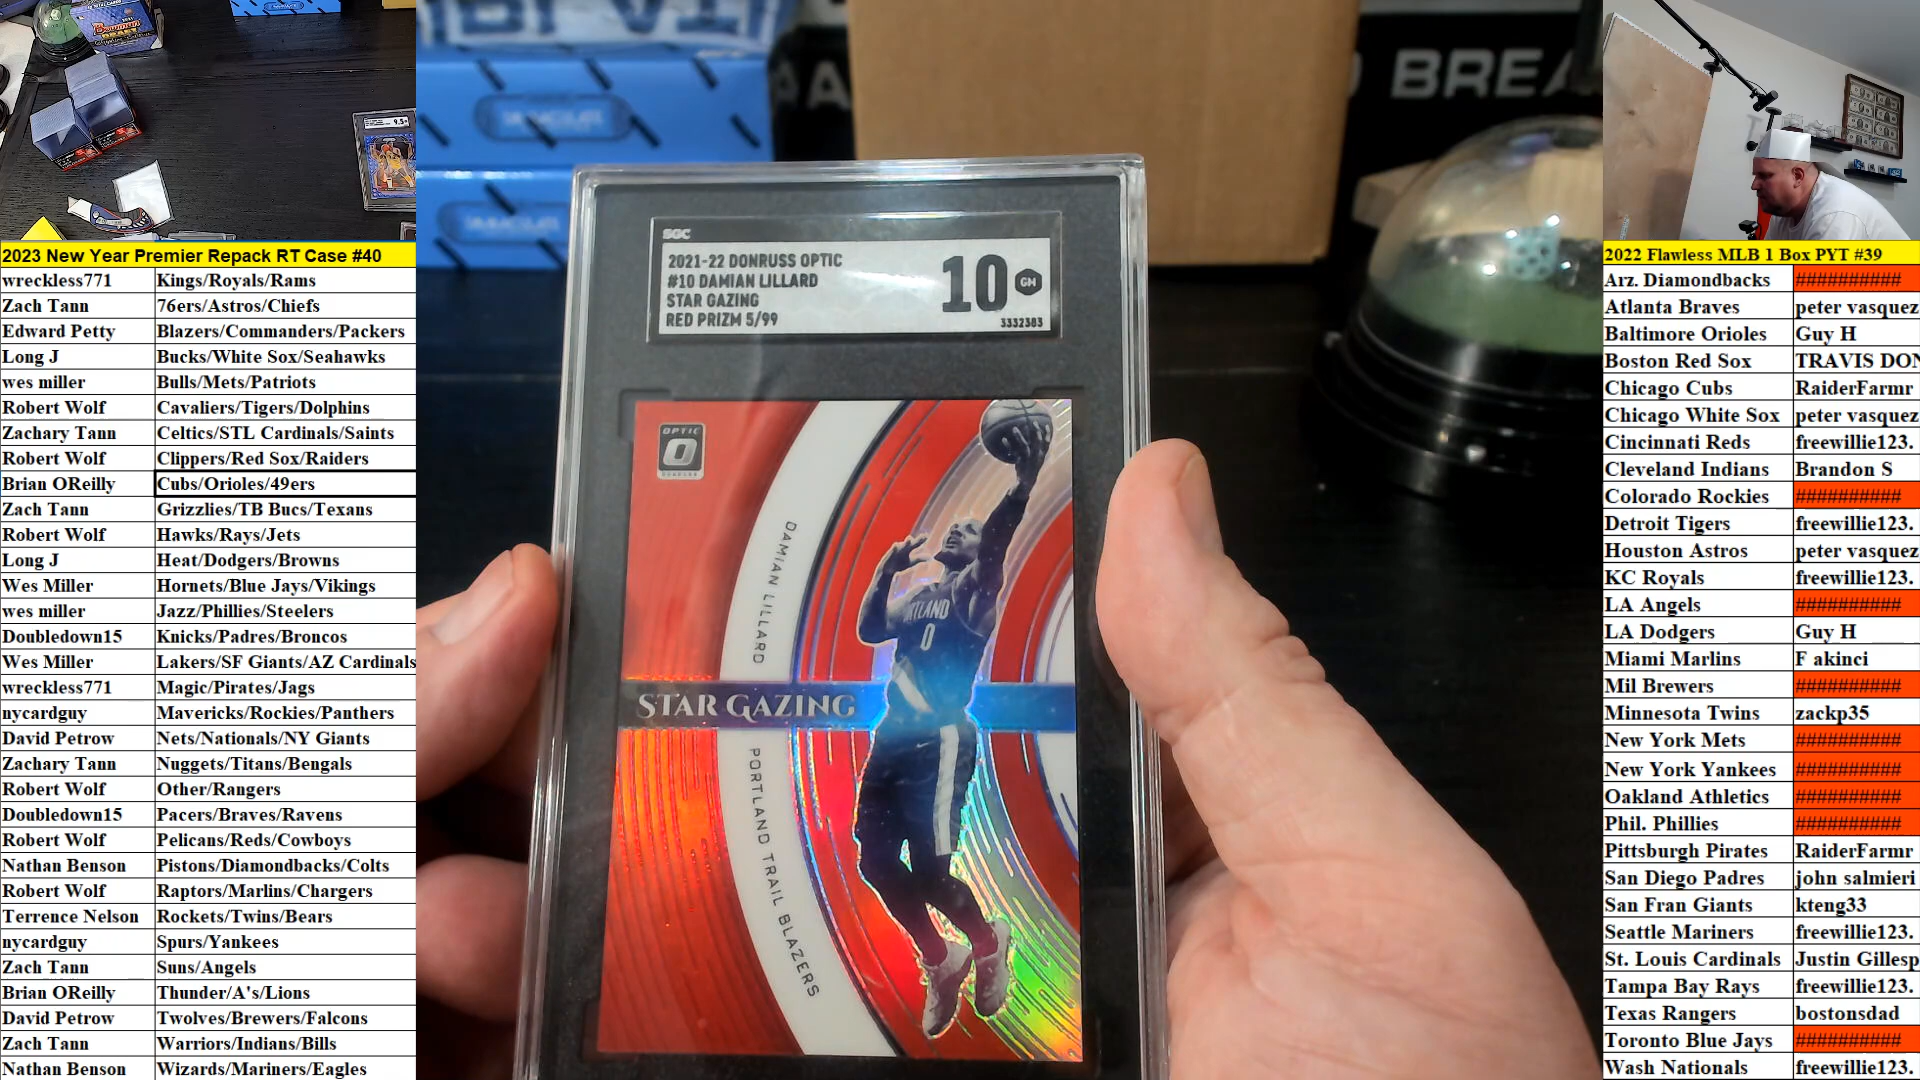 2023 New Year Premier Repack RT Case #40
wreckless771 Kings/Royals/Rams
Zach Tann 76ers/Astros/Chiefs
Edward Petty Blazers/Commanders/Packers
Long J Bucks/White Sox/Seahawks
wes miller Bulls/Mets/Patriots
Robert Wolf Cavaliers/Tigers/Dolphins
Zachary Tann Celtics/STL Cardinals/Saints
Robert Wolf Clippers/Red Sox/Raiders
Brian OReilly Cubs/Orioles/49ers
Zach Tann Grizzlies/TB Bucs/Texans
Robert Wolf Hawks/Rays/Jets
Long J Heat/Dodgers/Browns
Wes Miller Hornets/Blue Jays/Vikings
wes miller Jazz/Phillies/Steelers
Doubledown15 Knicks/Padres/Broncos
Wes Miller Lakers/SF Giants/AZ Cardinals
wreckless771 Magic/Pirates/Jags
nycardguy Mavericks/Rockies/Panthers
David Petrow Nets/Nationals/NY Giants
Zachary Tann Nuggets/Titans/Bengals
Robert Wolf Other/Rangers
Doubledown15 Pacers/Braves/Ravens
Robert Wolf Pelicans/Reds/Cowboys
Nathan Benson Pistons/Diamondbacks/Colts
Robert Wolf Raptors/Marlins/Chargers
Terrence Nelson Rockets/Twins/Bears
nycardguy Spurs/Yankees
Zach Tann Suns/Angels
Brian OReilly Thunder/A's/Lions
David Petrow Twolves/Brewers/Falcons
Zach Tann Warriors/Indians/Bills
Nathan Benson Wizards/Mariners/Eagles
BREA
SGC
2021-22 DONRUSS OPTIC
#10 DAMIAN LILLARD
STAR GAZING
RED PRIZM 5/99
10 GM
3332383
OPTIC
DAMIAN LILLARD
PORTLAND
0
STAR GAZING
PORTLAND TRAIL BLAZERS
2022 Flawless MLB 1 Box PYT #39
Arz. Diamondbacks ##########
Atlanta Braves peter vasquez
Baltimore Orioles Guy H
Boston Red Sox TRAVIS DON
Chicago Cubs RaiderFarmr
Chicago White Sox peter vasquez
Cincinnati Reds freewillie123.
Cleveland Indians Brandon S
Colorado Rockies ##########
Detroit Tigers freewillie123.
Houston Astros peter vasquez
KC Royals freewillie123.
LA Angels ##########
LA Dodgers Guy H
Miami Marlins F akinci
Mil Brewers ##########
Minnesota Twins zackp35
New York Mets ##########
New York Yankees ##########
Oakland Athletics ##########
Phil. Phillies ##########
Pittsburgh Pirates RaiderFarmr
San Diego Padres john salmieri
San Fran Giants kteng33
Seattle Mariners freewillie123.
St. Louis Cardinals Justin Gillesp
Tampa Bay Rays freewillie123.
Texas Rangers bostonsdad
Toronto Blue Jays ##########
Wash Nationals freewillie123.